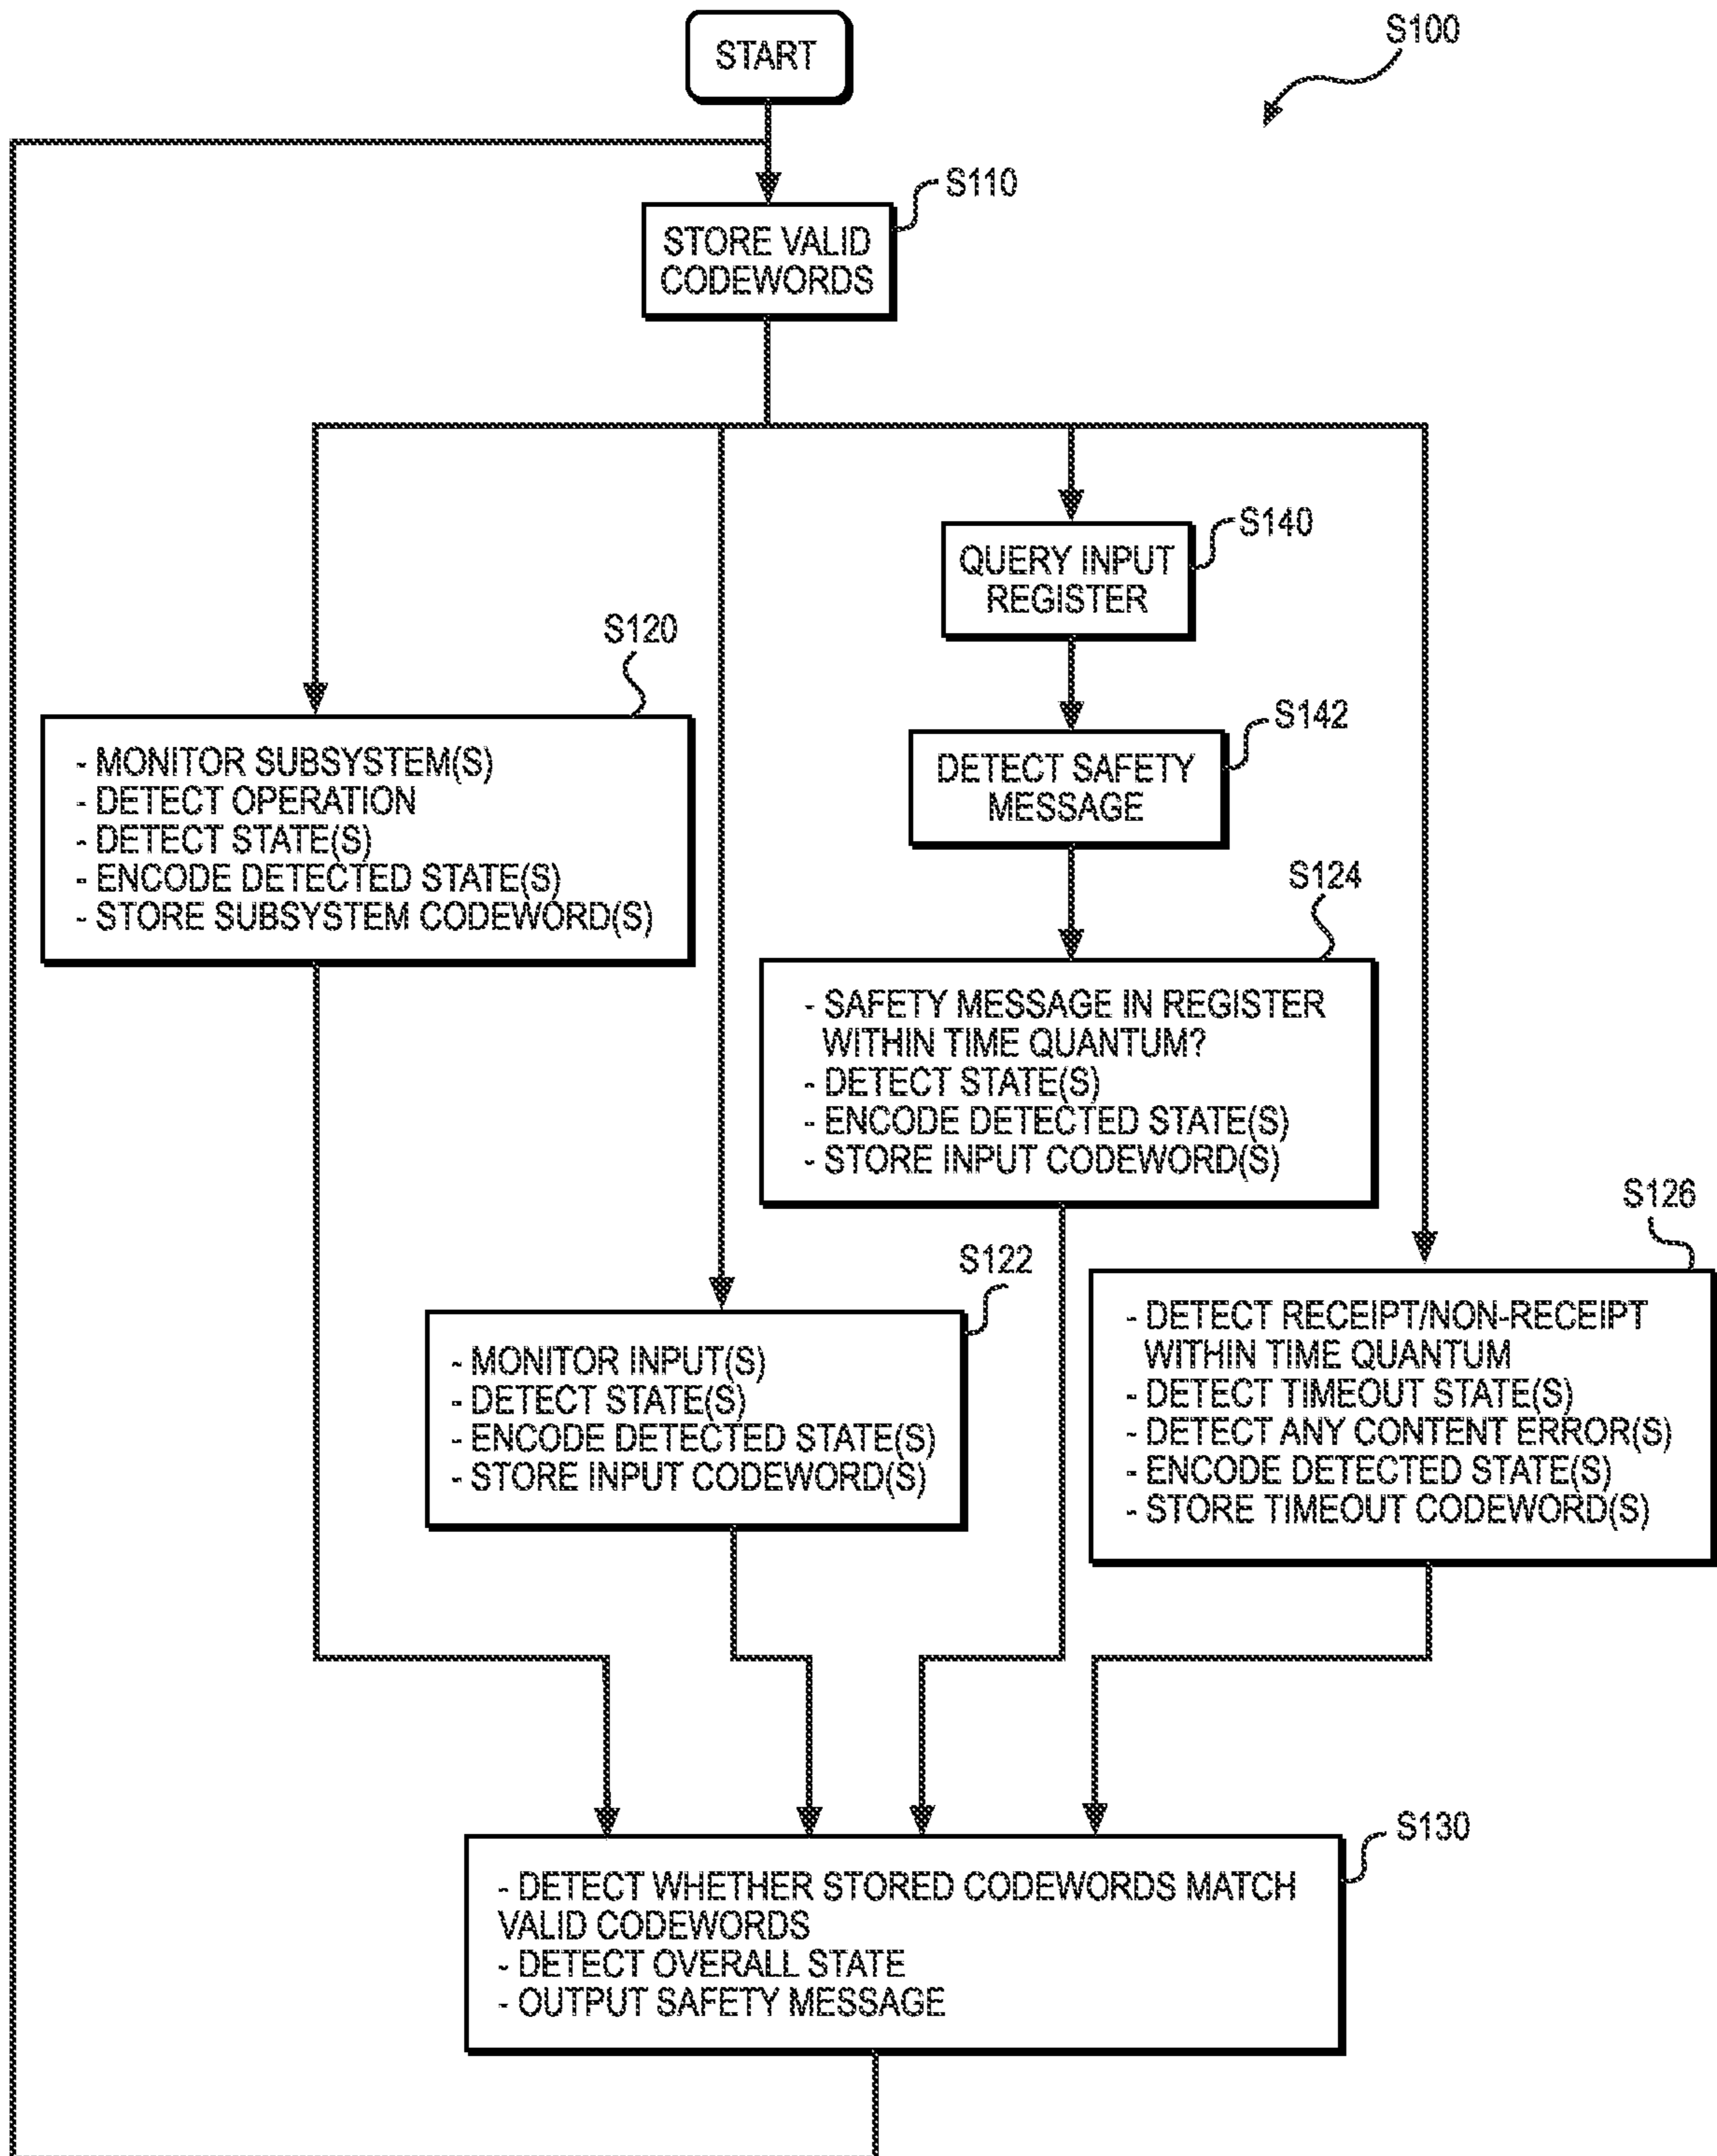 START
S100
S110
STORE VALID
CODEWORDS
S140
QUERY INPUT
REGISTER
S120
- MONITOR SUBSYSTEM(S)
- DETECT OPERATION
- DETECT STATE(S)
- ENCODE DETECTED STATE(S)
- STORE SUBSYSTEM CODEWORD(S)
S142
DETECT SAFETY
MESSAGE
S124
- SAFETY MESSAGE IN REGISTER
WITHIN TIME QUANTUM?
- DETECT STATE(S)
- ENCODE DETECTED STATE(S)
- STORE INPUT CODEWORD(S)
S122
- MONITOR INPUT(S)
- DETECT STATE(S)
- ENCODE DETECTED STATE(S)
- STORE INPUT CODEWORD(S)
S126
- DETECT RECEIPT/NON-RECEIPT
WITHIN TIME QUANTUM
- DETECT TIMEOUT STATE(S)
- DETECT ANY CONTENT ERROR(S)
- ENCODE DETECTED STATE(S)
- STORE TIMEOUT CODEWORD(S)
S130
- DETECT WHETHER STORED CODEWORDS MATCH
VALID CODEWORDS
- DETECT OVERALL STATE
- OUTPUT SAFETY MESSAGE